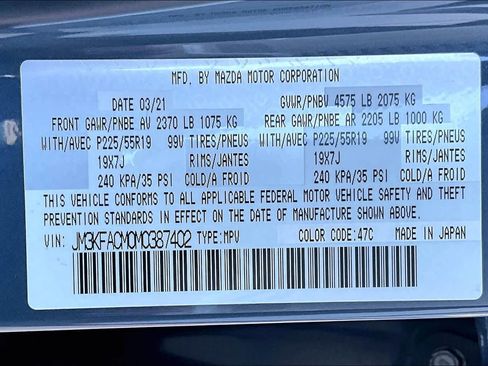 MFD. BY MAZDA MOTOR CORPORATION
DATE 03/21 GVWR/PNBV 4575 LB 2075 KG
FRONT GAWR/PNBE AV 2370 LB 1075 KG REAR GAWR/PNBE AR 2205 LB 1000 KG
WITH/AVEC P225/55R19 99V TIRES/PNEUS WITH/AVEC P225/55R19 99V TIRES/PNEUS
19X7J RIMS/JANTES 19X7J RIMS/JANTES
240 KPA/35 PSI COLD/A FROID 240 KPA/35 PSI COLD/A FROID
THIS VEHICLE CONFORMS TO ALL APPLICABLE FEDERAL MOTOR VEHICLE SAFETY AND THEFT
PREVENTION STANDARDS IN EFFECT ON THE DATE OF MANUFACTURE SHOWN ABOVE.
VIN: JM3KFACM0M0387402 TYPE: MPV COLOR CODE: 47C MADE IN JAPAN